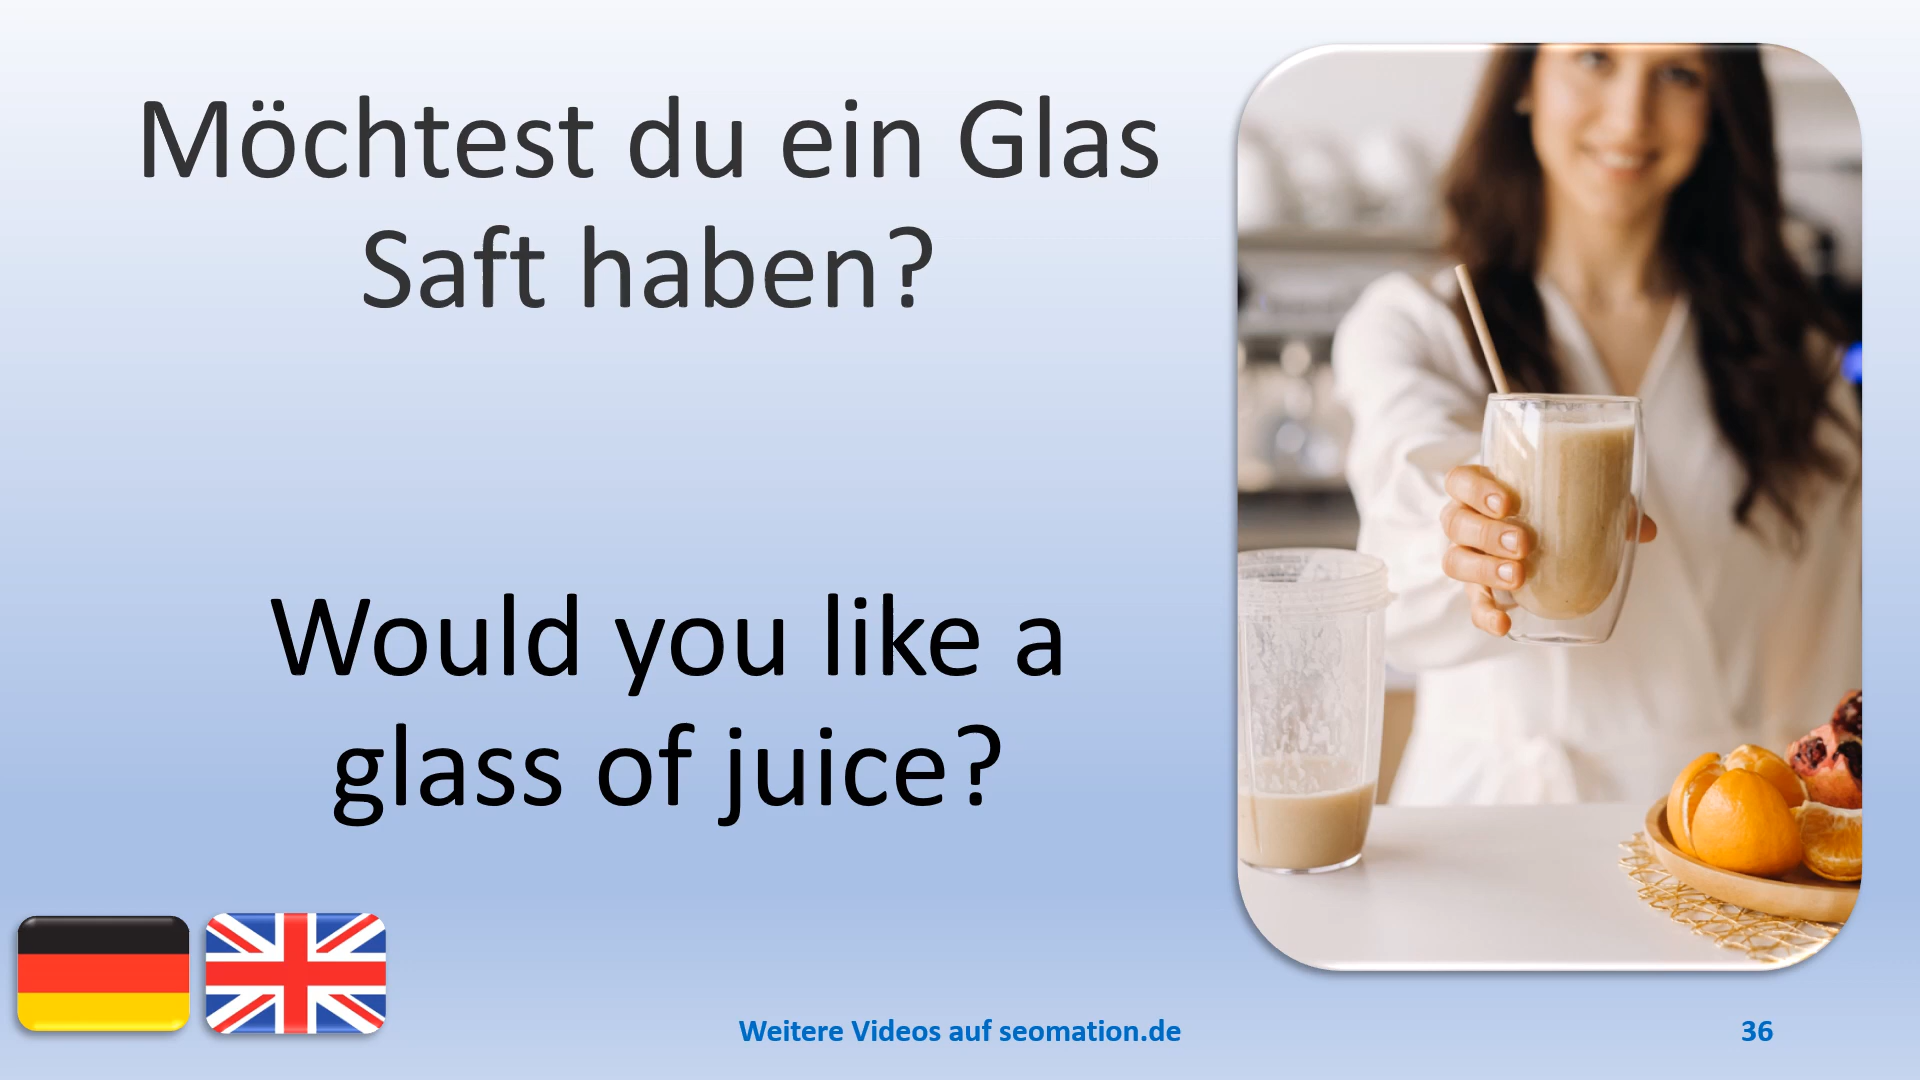 Möchtest du ein Glas
Saft haben?
Would you like a
glass of juice?
Weitere Videos auf seomation.de
36